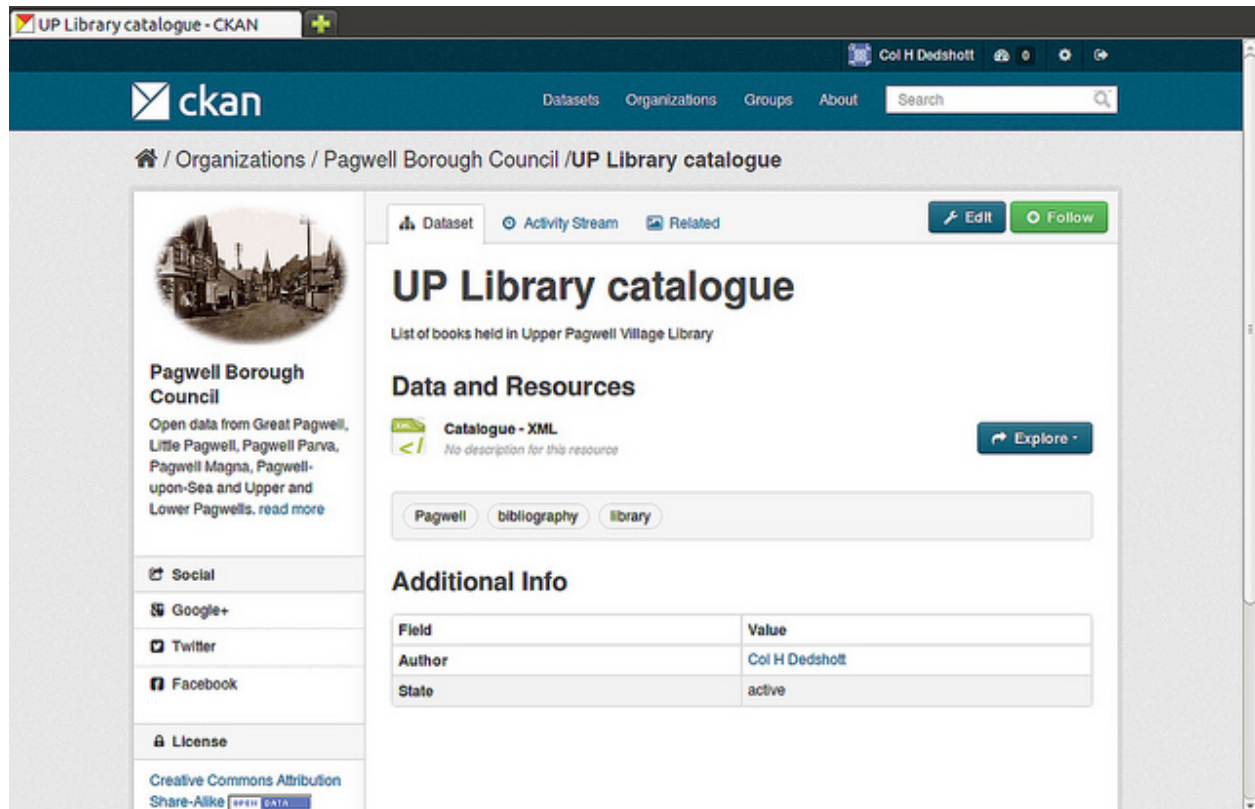 UP Library catalogue - CKAN
Col H Dedshott 0
ckan
Datasets Organizations Groups About Search
/ Organizations / Pagwell Borough Council /UP Library catalogue
Dataset Activity Stream Related Edit Follow
UP Library catalogue
List of books held in Upper Pagwell Village Library
Pagwell Borough
Council
Open data from Great Pagwell,
Little Pagwell, Pagwell Parva,
Pagwell Magna, Pagwell-
upon-Sea and Upper and
Lower Pagwells. read more
Data and Resources
Catalogue - XML
No description for this resource
Explore
Pagwell bibliography library
Social
Google+
Twitter
Facebook
Additional Info
Field Value
Author Col H Dedshott
State active
License
Creative Commons Attribution
Share-Alike OPEN DATA